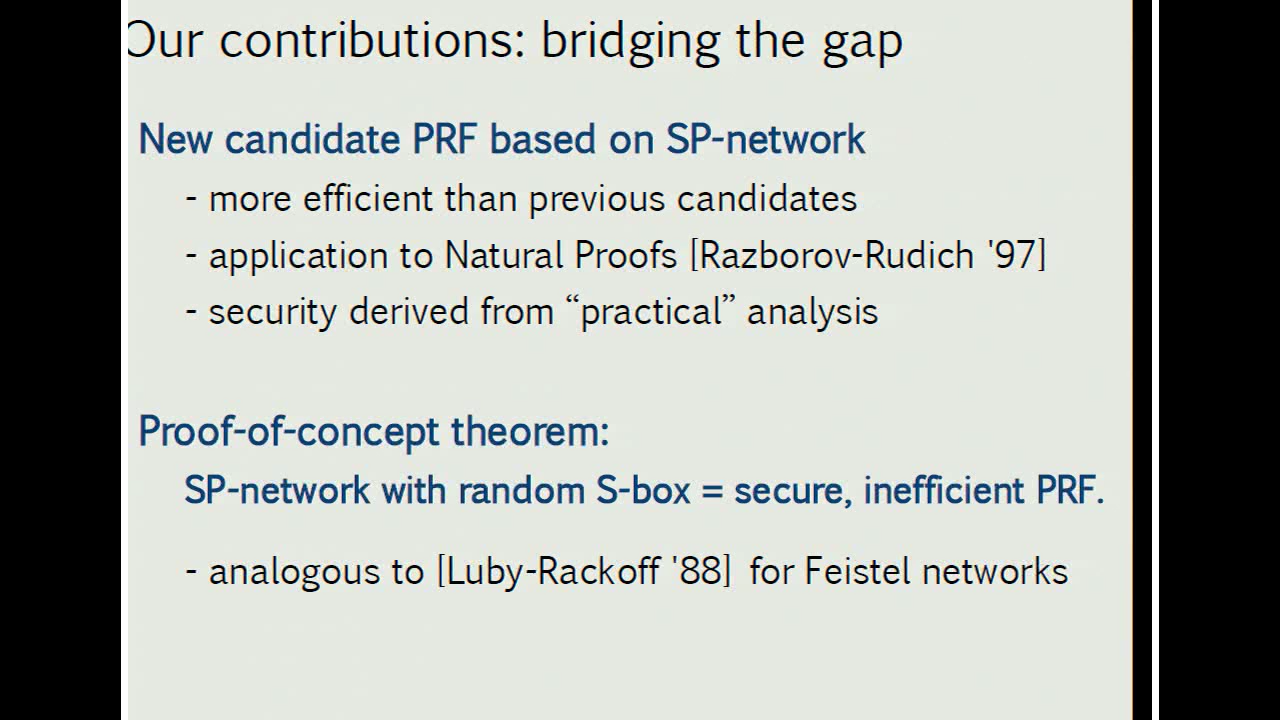 Our contributions: bridging the gap
New candidate PRF based on SP-network
- more efficient than previous candidates
- application to Natural Proofs [Razborov-Rudich '97]
- security derived from “practical” analysis
Proof-of-concept theorem:
SP-network with random S-box = secure, inefficient PRF.
- analogous to [Luby-Rackoff '88] for Feistel networks